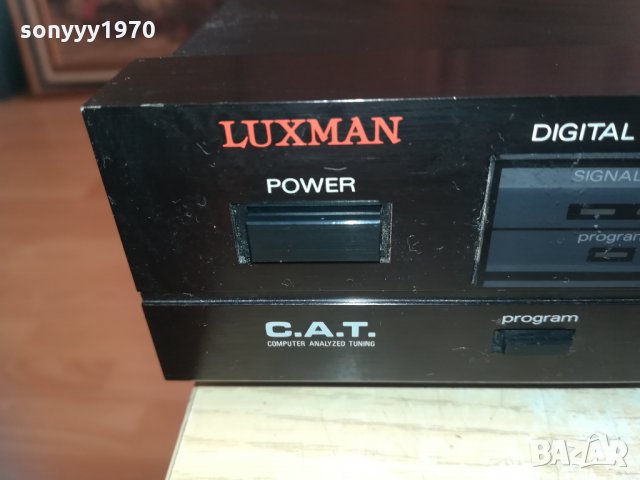 sonyyy1970
LUXMAN
DIGITAL
POWER
SIGNAL
program
C.A.T.
COMPUTER ANALYZED TUNING
program
BAZAR